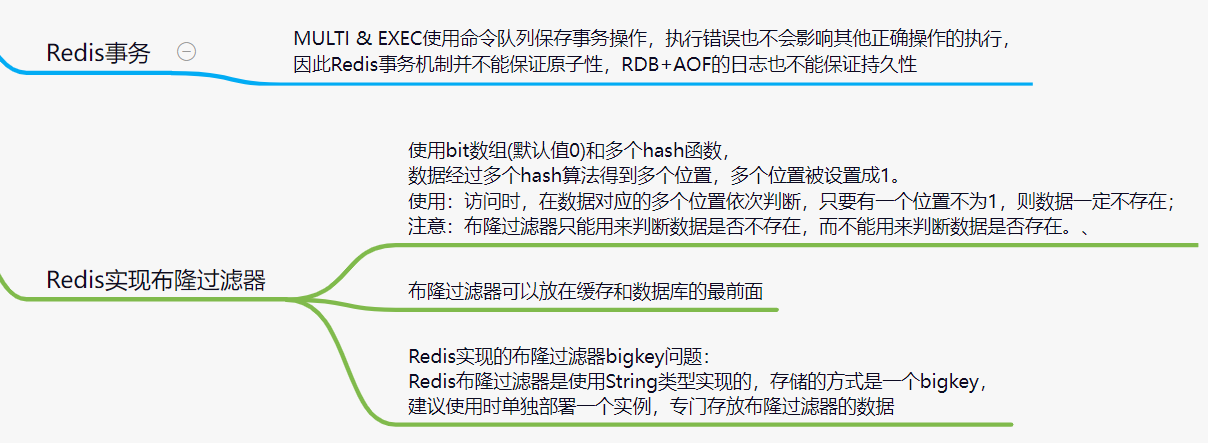 Redis事务
MULTI & EXEC使用命令队列保存事务操作，执行错误也不会影响其他正确操作的执行，
因此Redis事务机制并不能保证原子性，RDB+AOF的日志也不能保证持久性
Redis实现布隆过滤器
使用bit数组(默认值0)和多个hash函数，
数据经过多个hash算法得到多个位置，多个位置被设置成1。
使用：访问时，在数据对应的多个位置依次判断，只要有一个位置不为1，则数据一定不存在；
注意：布隆过滤器只能用来判断数据是否不存在，而不能用来判断数据是否存在。、
布隆过滤器可以放在缓存和数据库的最前面
Redis实现的布隆过滤器bigkey问题：
Redis布隆过滤器是使用String类型实现的，存储的方式是一个bigkey，
建议使用时单独部署一个实例，专门存放布隆过滤器的数据